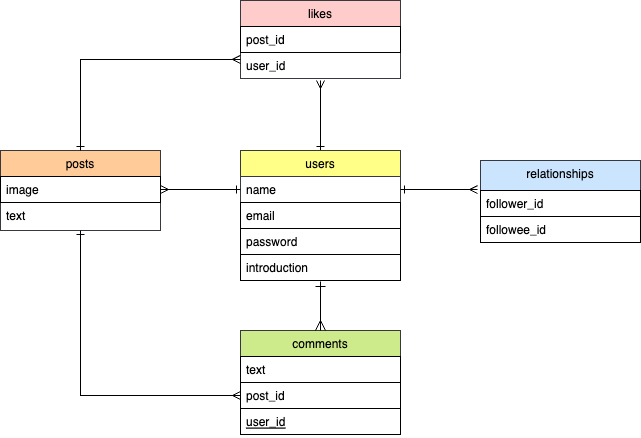 likes
post_id
user_id
posts
image
text
users
name
email
password
introduction
relationships
follower_id
followee_id
comments
text
post_id
user_id